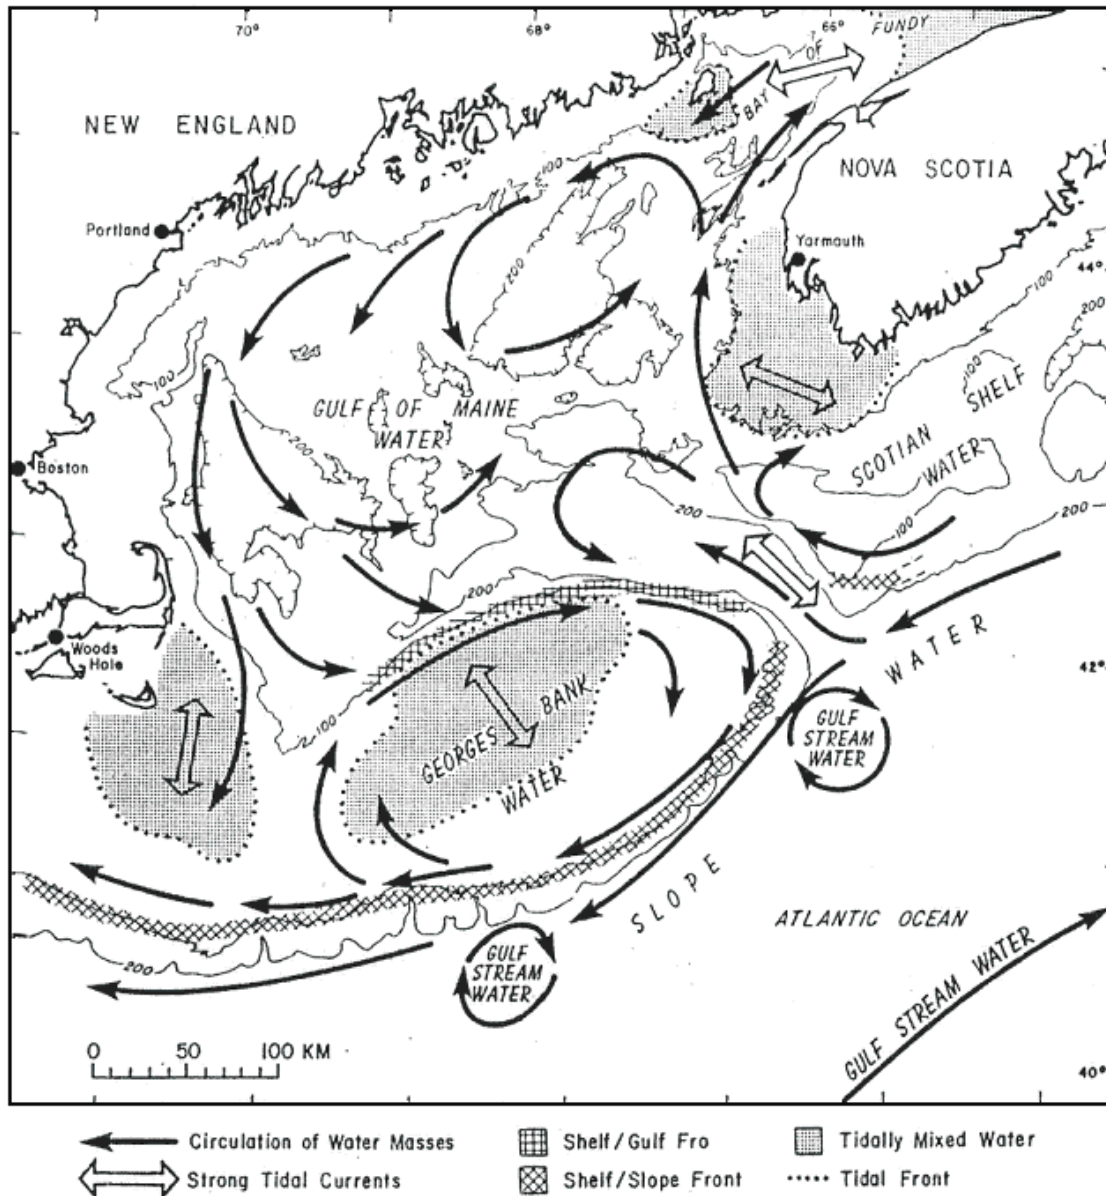 70°
68°
66°
FUNDY
OF
BAY
NEW ENGLAND
NOVA SCOTIA
100
Portland
Yarmouth
200
44°
100
200
100
100
SHELF
GULF OF MAINE
WATER
200
SCOTIAN
WATER
Boston
200
100
200
200
Woods
Hole
WATER
42°
100
GEORGES BANK
WATER
GULF
STREAM
WATER
SLOPE
ATLANTIC OCEAN
GULF
STREAM
WATER
200
GULF STREAM WATER
0 50 100 KM
40°
Circulation of Water Masses
Shelf/Gulf Fro
Tidally Mixed Water
Strong Tidal Currents
Shelf/Slope Front
Tidal Front